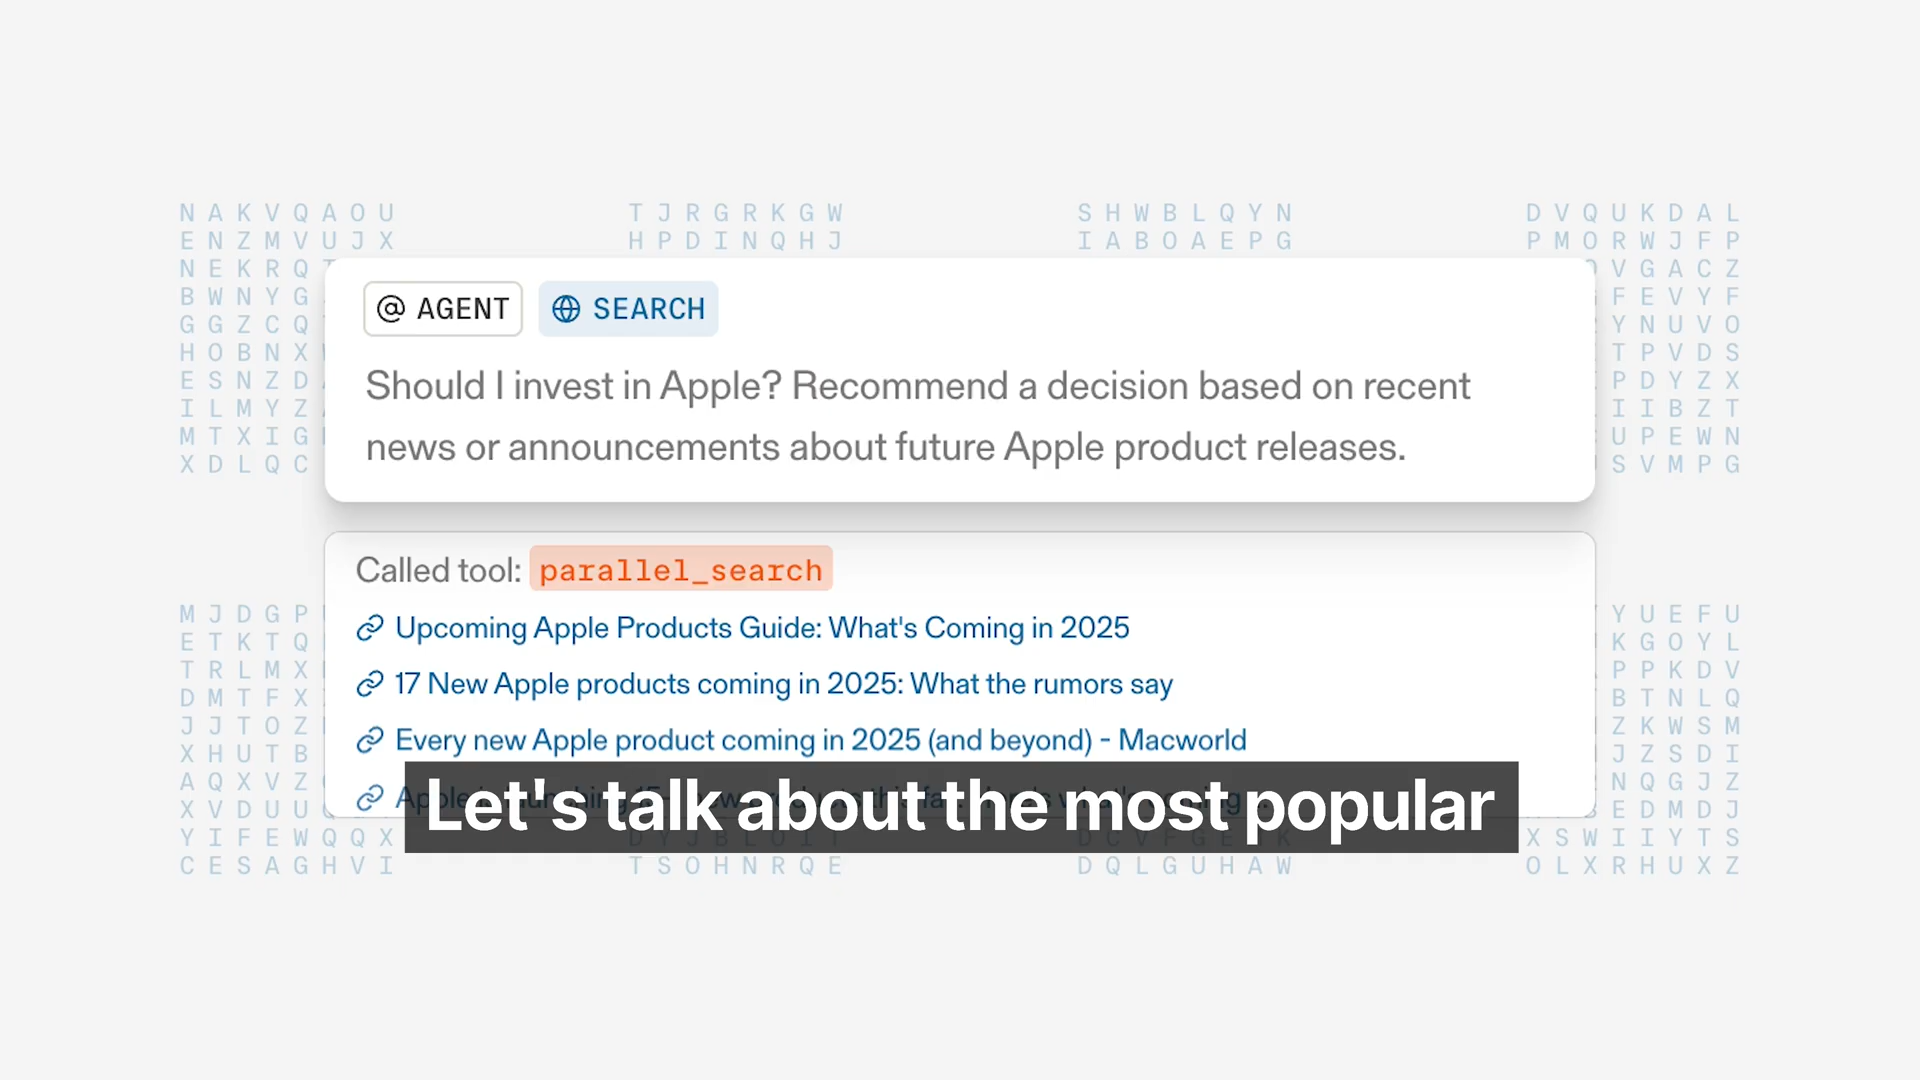 N A K V Q A O U T J R G R K G W S H W B L Q Y N D V Q U K D A L
E N Z M V U J X H P D I N Q H J I A B O A E P G P M O R W J F P
N E K R Q V G A C Z
B W N Y G F E V Y F
G G Z C Q Y N U V O
H O B N X T P V D S
E S N Z D P D Y Z X
I L M Y Z I I B Z T
M T X I G U P E W N
X D L Q C S V M P G
@ AGENT SEARCH
Should I invest in Apple? Recommend a decision based on recent
news or announcements about future Apple product releases.
Called tool: parallel_search
Upcoming Apple Products Guide: What's Coming in 2025
17 New Apple products coming in 2025: What the rumors say
Every new Apple product coming in 2025 (and beyond) - Macworld
Let's talk about the most popular
M J D G P Y U E F U
E T K T Q K G O Y L
T R L M X P P K D V
D M T F X B T N L Q
J J T O Z Z K W S M
X H U T B J Z S D I
A Q X V Z N Q G J Z
X V D U U E D M D J
Y I F E W Q Q X X S W I I Y T S
C E S A G H V I T S O H N R Q E D Q L G U H A W O L X R H U X Z